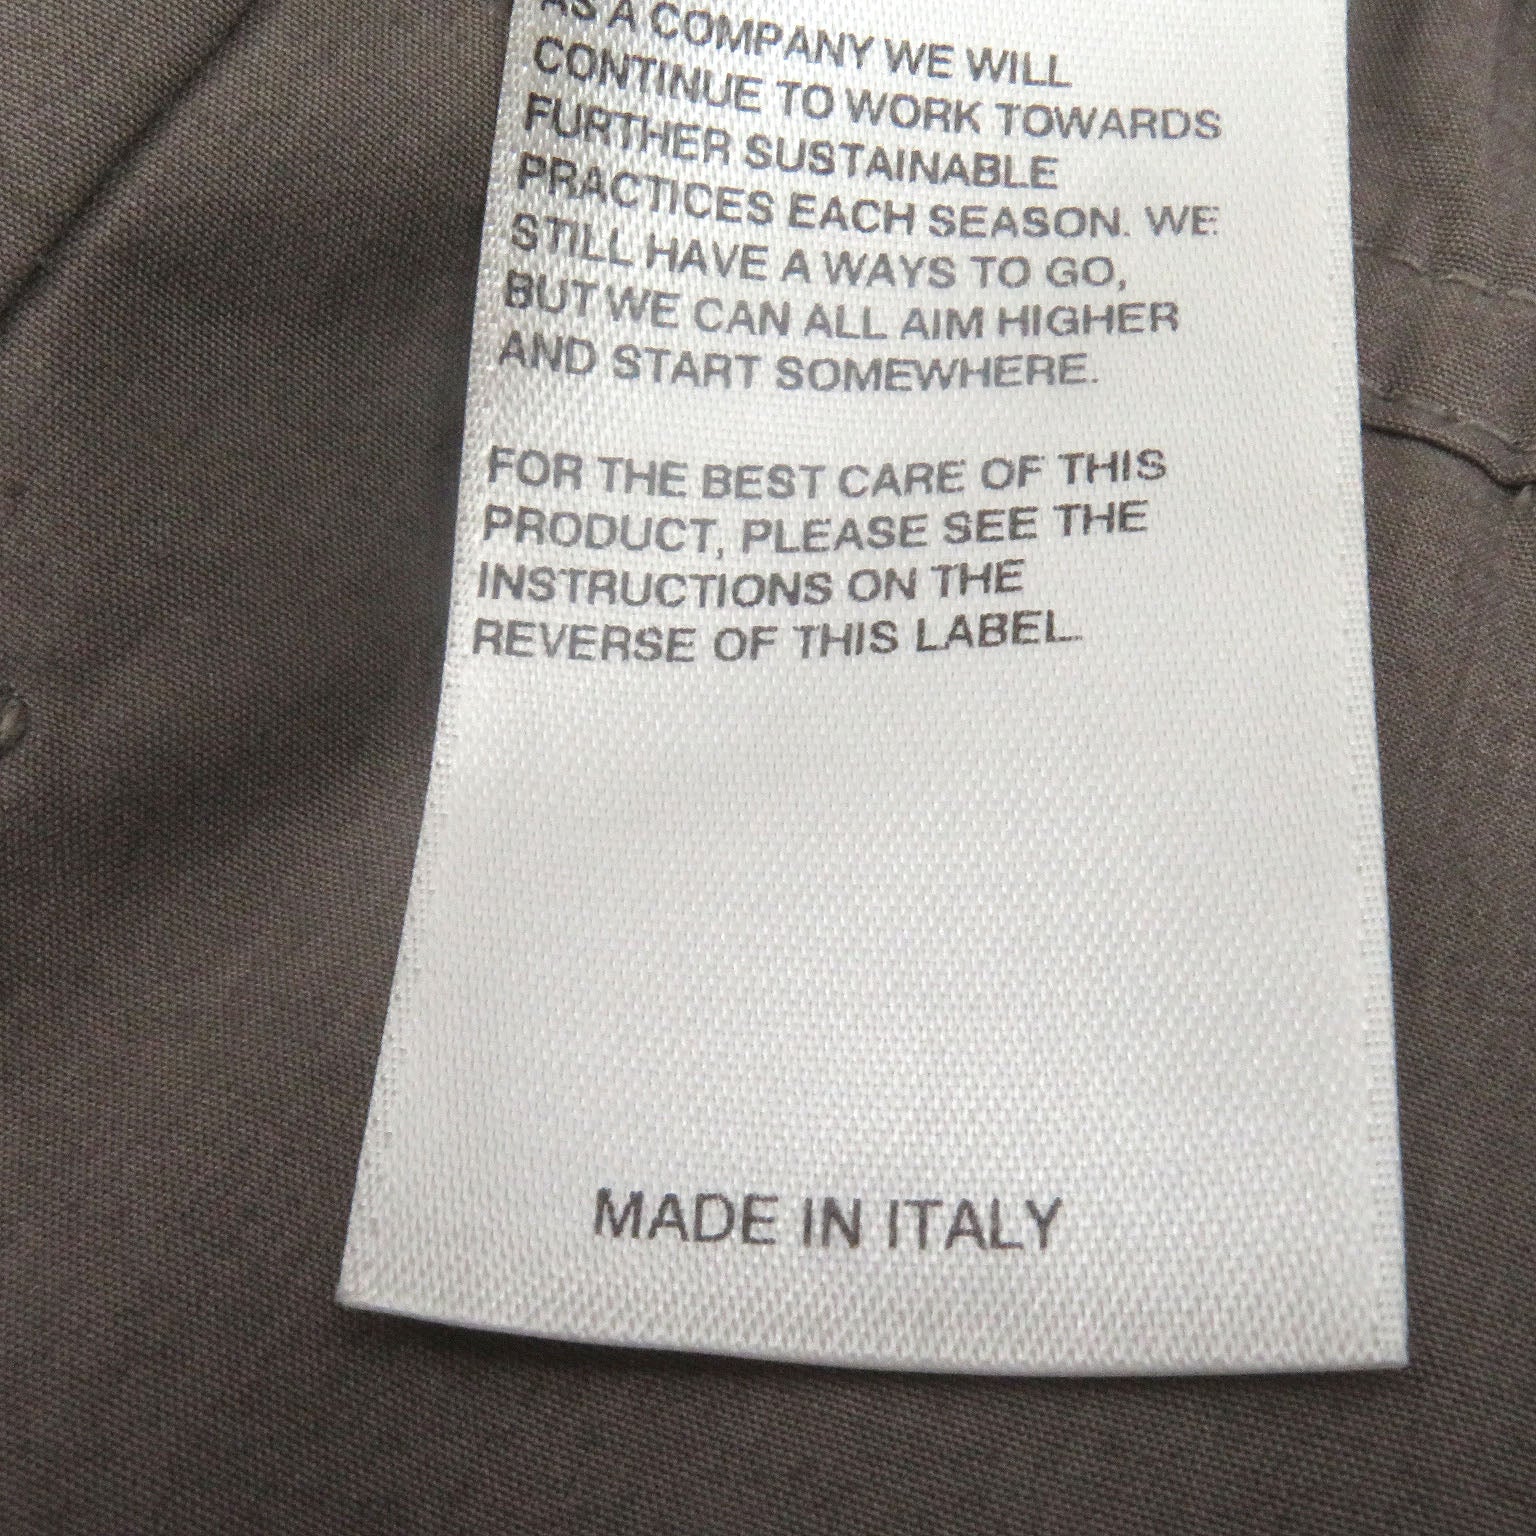 AS A COMPANY WE WILL
CONTINUE TO WORK TOWARDS
FURTHER SUSTAINABLE
PRACTICES EACH SEASON. WE
STILL HAVE A WAYS TO GO,
BUT WE CAN ALL AIM HIGHER
AND START SOMEWHERE.
FOR THE BEST CARE OF THIS
PRODUCT, PLEASE SEE THE
INSTRUCTIONS ON THE
REVERSE OF THIS LABEL.
MADE IN ITALY